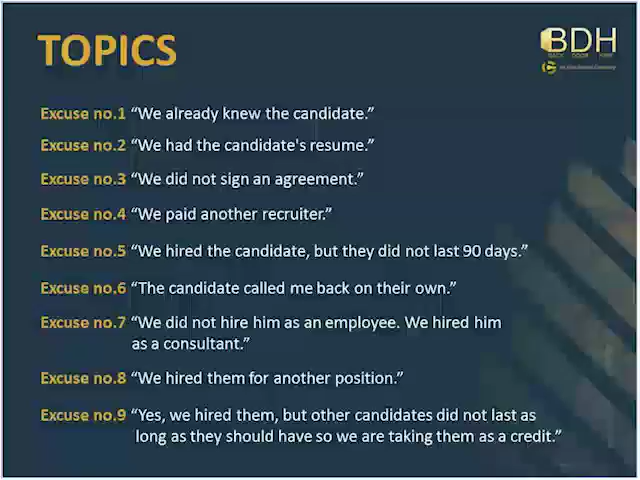 TOPICS
BDH
BACK DOOR HIRE
Excuse no.1 “We already knew the candidate.”
Excuse no.2 “We had the candidate's resume.”
Excuse no.3 “We did not sign an agreement.”
Excuse no.4 “We paid another recruiter.”
Excuse no.5 “We hired the candidate, but they did not last 90 days.”
Excuse no.6 “The candidate called me back on their own.”
Excuse no.7 “We did not hire him as an employee. We hired him
as a consultant.”
Excuse no.8 “We hired them for another position.”
Excuse no.9 “Yes, we hired them, but other candidates did not last as
long as they should have so we are taking them as a credit.”